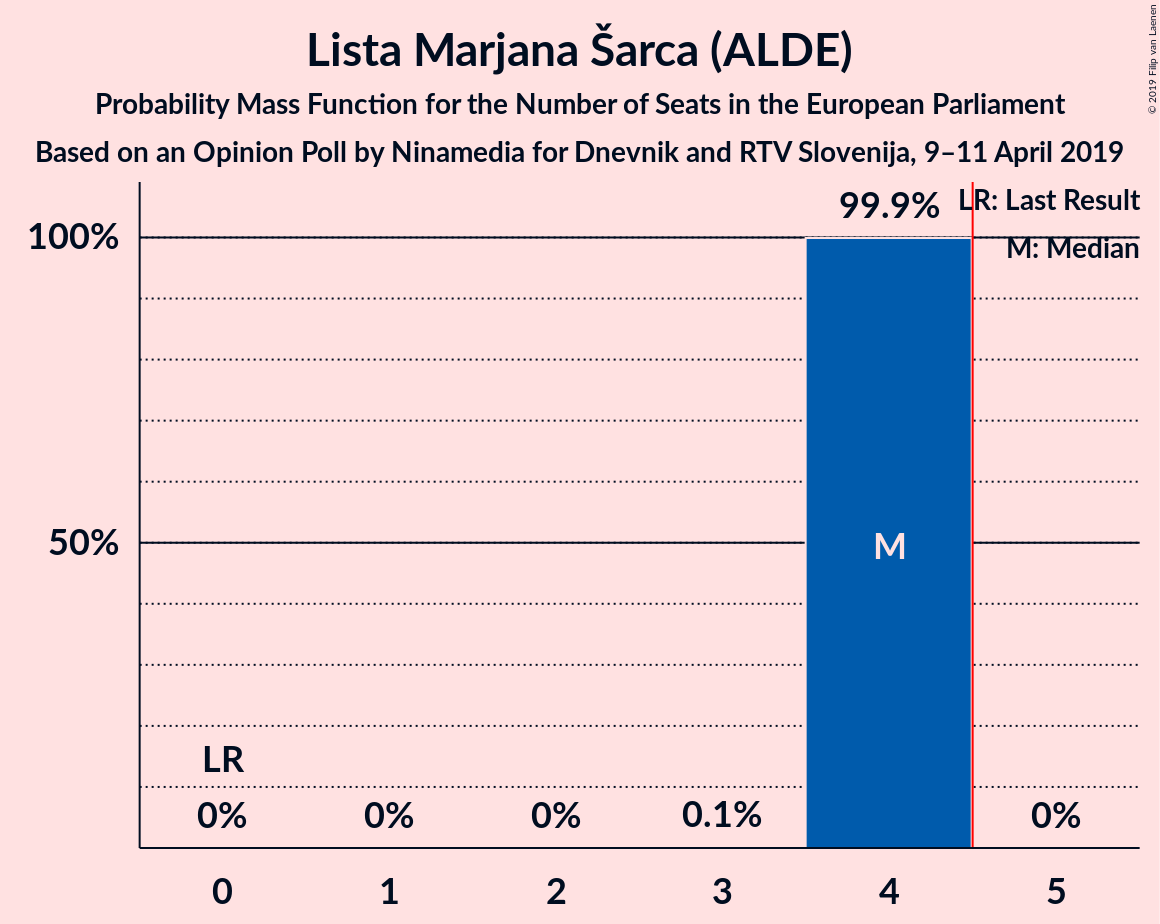 Lista Marjana Šarca (ALDE)
Probability Mass Function for the Number of Seats in the European Parliament
Based on an Opinion Poll by Ninamedia for Dnevnik and RTV Slovenija, 9–11 April 2019
© 2019 Filip van Laenen
LR: Last Result
M: Median
99.9%
100%
50%
M
LR
0%
0%
0%
0.1%
0%
0
1
2
3
4
5